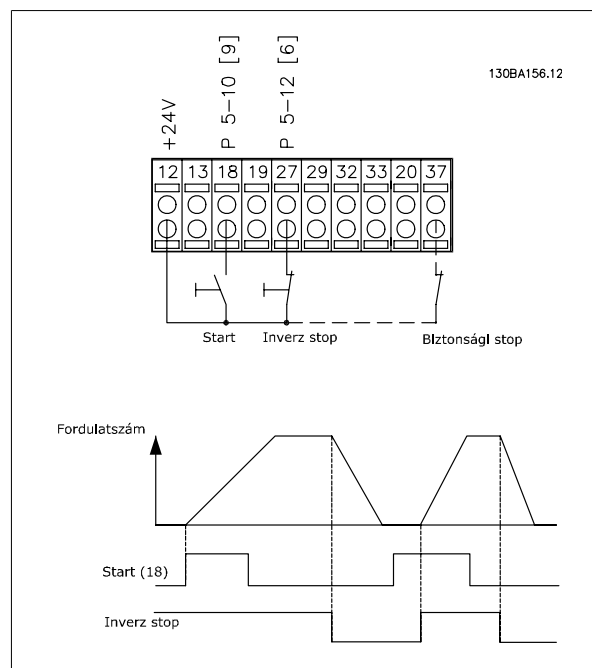 130BA156.12
+24V
P 5-10 [9]
P 5-12 [6]
12 13 18 19 27 29 32 33 20 37
Start Inverz stop Biztonsági stop
Fordulatszám
Start (18)
Inverz stop